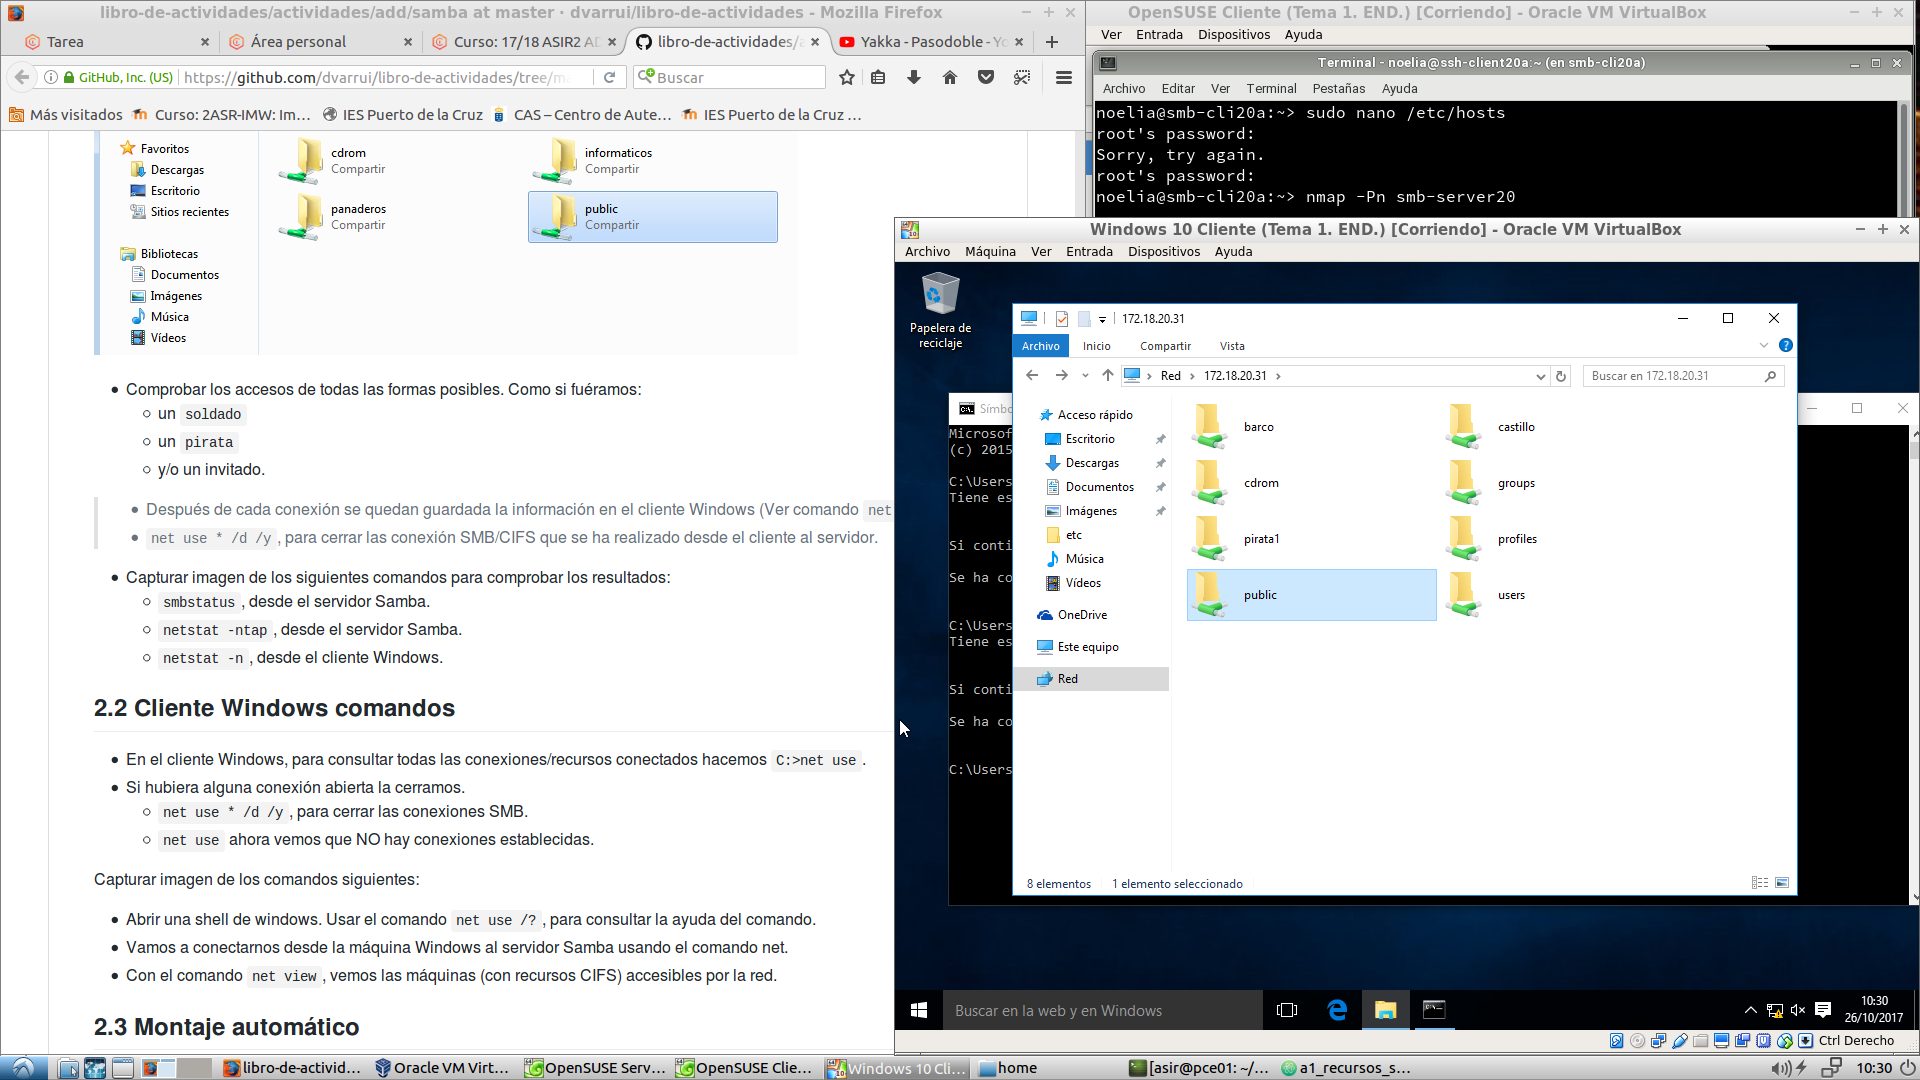 libro-de-actividades/actividades/add/samba at master · dvarrui/libro-de-actividades - Mozilla Firefox
Tarea
Área personal
Curso: 17/18 ASIR2 AD
libro-de-actividades/a
Yakka - Pasodoble - Yo
GitHub, Inc. (US)
https://github.com/dvarrui/libro-de-actividades/tree/ma
Buscar
Más visitados
Curso: 2ASR-IMW: Im...
IES Puerto de la Cruz
CAS – Centro de Aute...
IES Puerto de la Cruz ...
Favoritos
Descargas
Escritorio
Sitios recientes
Bibliotecas
Documentos
Imágenes
Música
Vídeos
cdrom
Compartir
informaticos
Compartir
panaderos
Compartir
public
Compartir
Comprobar los accesos de todas las formas posibles. Como si fuéramos:
un soldado
un pirata
y/o un invitado.
Después de cada conexión se quedan guardada la información en el cliente Windows (Ver comando net
net use * /d /y , para cerrar las conexión SMB/CIFS que se ha realizado desde el cliente al servidor.
Capturar imagen de los siguientes comandos para comprobar los resultados:
smbstatus , desde el servidor Samba.
netstat -ntap , desde el servidor Samba.
netstat -n , desde el cliente Windows.
2.2 Cliente Windows comandos
En el cliente Windows, para consultar todas las conexiones/recursos conectados hacemos C:>net use .
Si hubiera alguna conexión abierta la cerramos.
net use * /d /y , para cerrar las conexiones SMB.
net use ahora vemos que NO hay conexiones establecidas.
Capturar imagen de los comandos siguientes:
Abrir una shell de windows. Usar el comando net use /? , para consultar la ayuda del comando.
Vamos a conectarnos desde la máquina Windows al servidor Samba usando el comando net.
Con el comando net view , vemos las máquinas (con recursos CIFS) accesibles por la red.
2.3 Montaje automático
OpenSUSE Cliente (Tema 1. END.) [Corriendo] - Oracle VM VirtualBox
Ver Entrada Dispositivos Ayuda
Terminal - noelia@ssh-client20a:~ (en smb-cli20a)
Archivo Editar Ver Terminal Pestañas Ayuda
noelia@smb-cli20a:~> sudo nano /etc/hosts
root's password:
Sorry, try again.
root's password:
noelia@smb-cli20a:~> nmap -Pn smb-server20
Windows 10 Cliente (Tema 1. END.) [Corriendo] - Oracle VM VirtualBox
Archivo Máquina Ver Entrada Dispositivos Ayuda
Papelera de
reciclaje
Símbo
Microsof
(c) 2015
C:\Users
Tiene es
Si conti
Se ha co
C:\Users
Tiene es
Si conti
Se ha co
C:\Users
172.18.20.31
Archivo Inicio Compartir Vista
Red 172.18.20.31
Buscar en 172.18.20.31
Acceso rápido
Escritorio
Descargas
Documentos
Imágenes
etc
Música
Vídeos
OneDrive
Este equipo
Red
barco
castillo
cdrom
groups
pirata1
profiles
public
users
8 elementos 1 elemento seleccionado
Buscar en la web y en Windows
10:30
26/10/2017
Ctrl Derecho
libro-de-activid...
Oracle VM Virt...
OpenSUSE Serv...
OpenSUSE Clie...
Windows 10 Cli...
home
[asir@pce01: ~/...
a1_recursos_s...
10:30